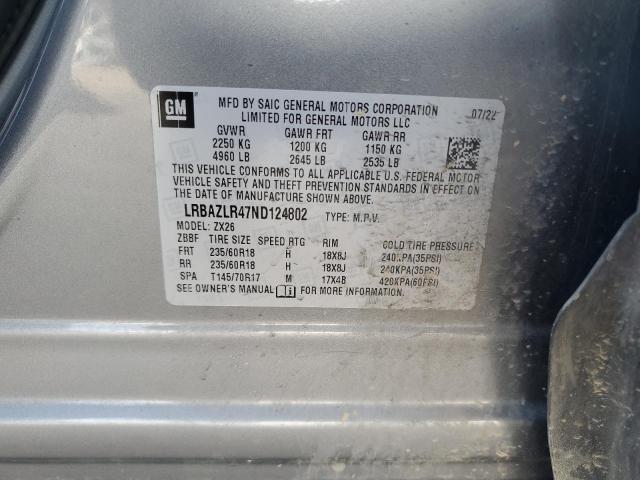 GM
MFD BY SAIC GENERAL MOTORS CORPORATION 07/22
LIMITED FOR GENERAL MOTORS LLC
GVWR GAWR FRT GAWR RR
2250 KG 1200 KG 1150 KG
4960 LB 2645 LB 2535 LB
THIS VEHICLE CONFORMS TO ALL APPLICABLE U.S. FEDERAL MOTOR
VEHICLE SAFETY AND THEFT PREVENTION STANDARDS IN EFFECT ON
THE DATE OF MANUFACTURE SHOWN ABOVE.
LRBAZLR47ND124802 TYPE: M.P.V.
MODEL: ZX26
ZBBF TIRE SIZE SPEED RTG RIM COLD TIRE PRESSURE
FRT 235/60R18 H 18X8J 240KPA(35PSI)
RR 235/60R18 H 18X8J 240KPA(35PSI)
SPA T145/70R17 M 17X4B 420KPA(60PSI)
SEE OWNER'S MANUAL FOR MORE INFORMATION.